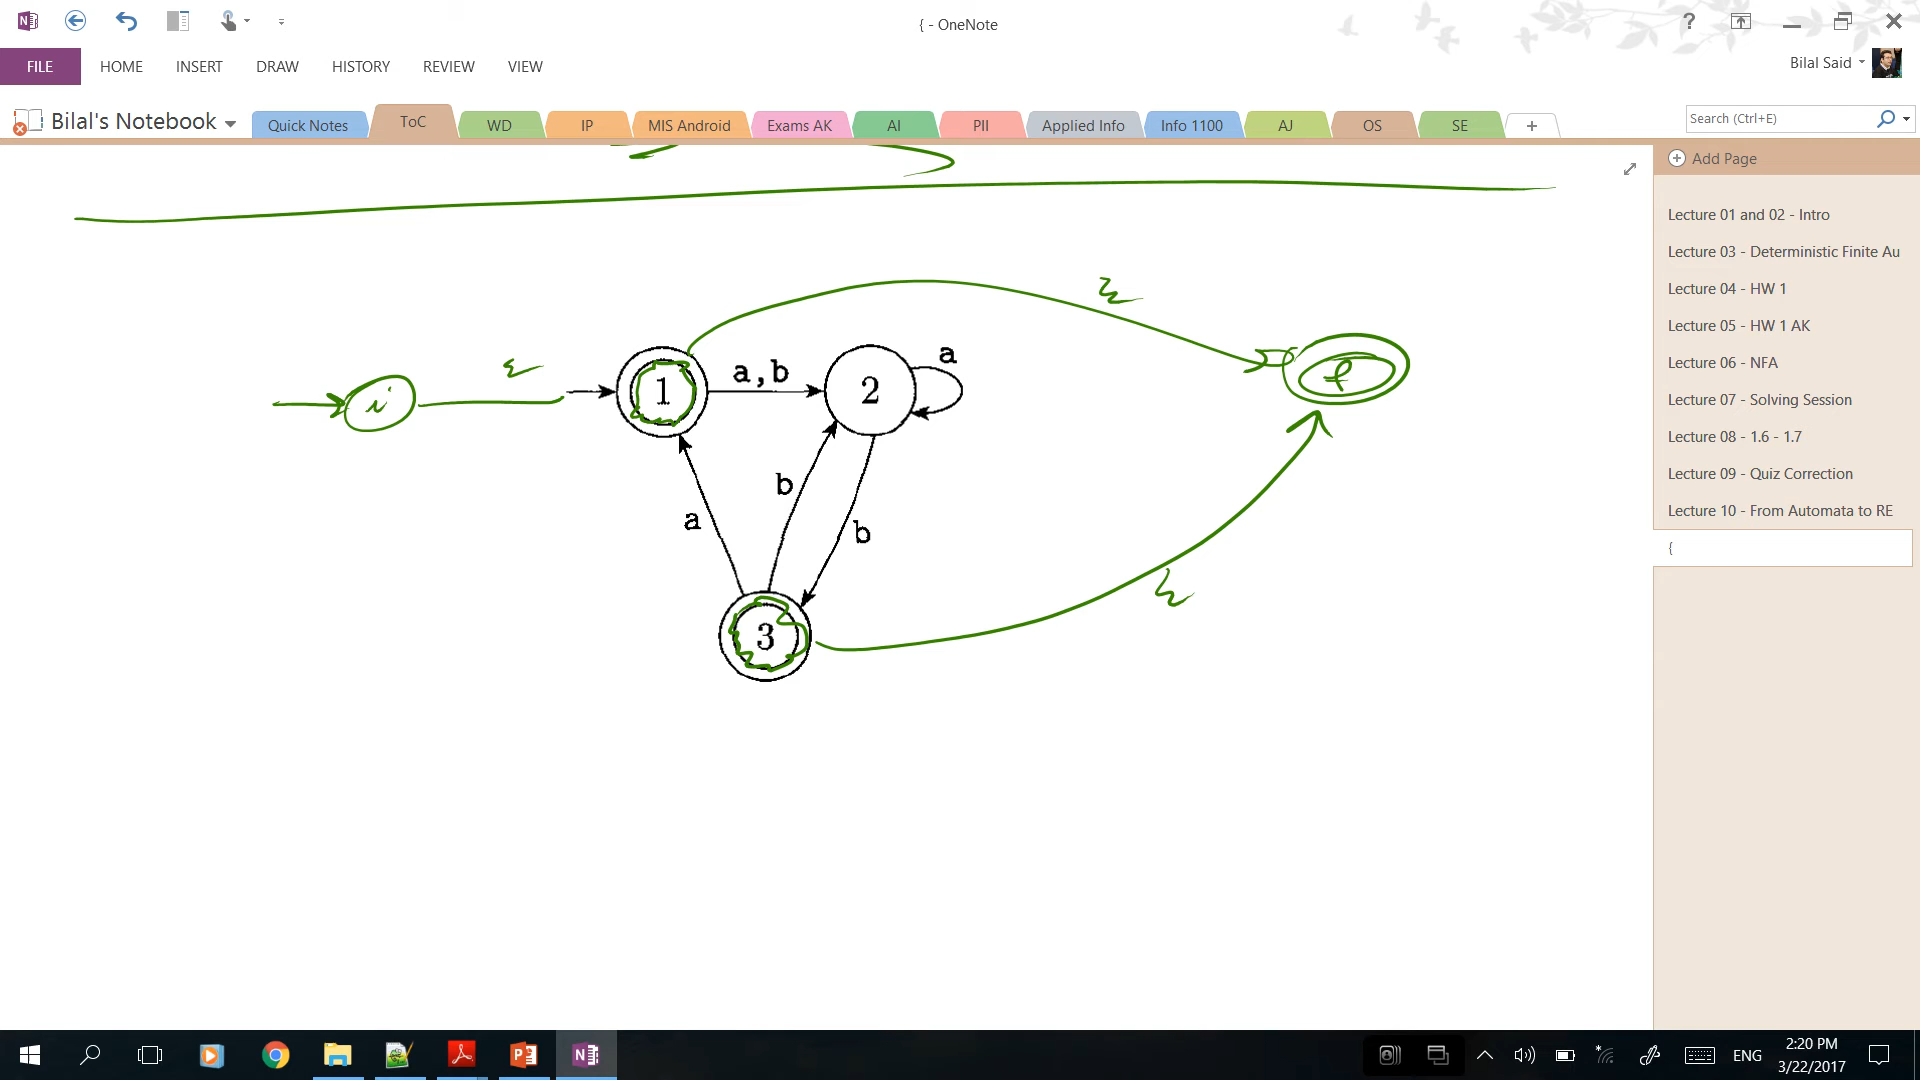 { - OneNote
?
FILE HOME INSERT DRAW HISTORY REVIEW VIEW
Bilal Said
Bilal's Notebook
Quick Notes ToC WD IP MIS Android Exams AK AI PII Applied Info Info 1100 AJ OS SE +
Search (Ctrl+E)
Add Page
Lecture 01 and 02 - Intro
Lecture 03 - Deterministic Finite Au
Lecture 04 - HW 1
Lecture 05 - HW 1 AK
Lecture 06 - NFA
Lecture 07 - Solving Session
Lecture 08 - 1.6 - 1.7
Lecture 09 - Quiz Correction
Lecture 10 - From Automata to RE
{
ε
ε
a
a,b
i
1
2
f
b
a
b
ε
3
ENG
2:20 PM
3/22/2017